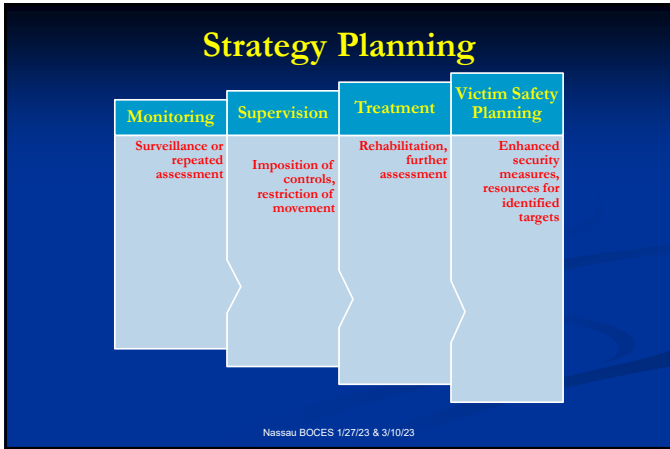 Strategy Planning
Monitoring
Surveillance or
repeated
assessment
Supervision
Imposition of
controls,
restriction of
movement
Treatment
Rehabilitation,
further
assessment
Victim Safety
Planning
Enhanced
security
measures,
resources for
identified
targets
Nassau BOCES 1/27/23 & 3/10/23